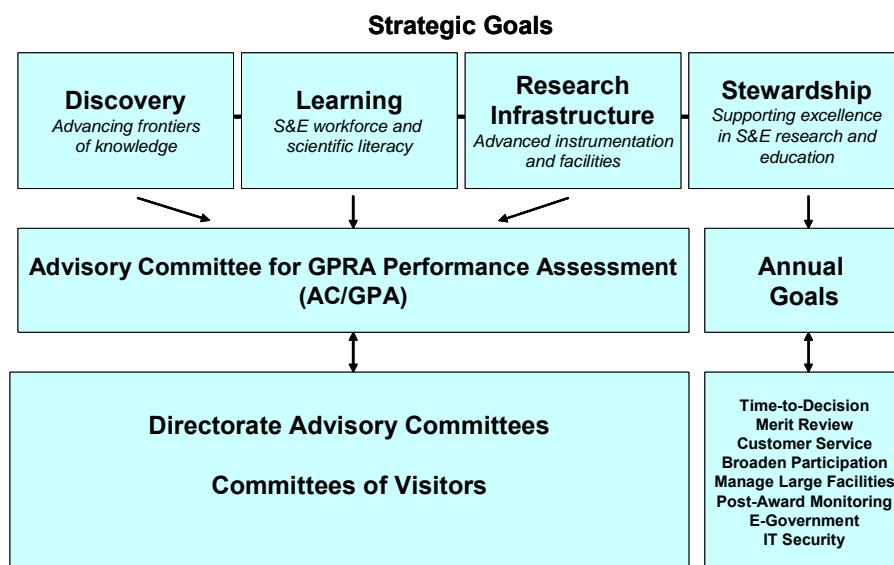 Strategic Goals
Discovery
Advancing frontiers
of knowledge
Learning
S&E workforce and
scientific literacy
Research
Infrastructure
Advanced instrumentation
and facilities
Stewardship
Supporting excellence
in S&E research and
education
Advisory Committee for GPRA Performance Assessment
(AC/GPA)
Annual
Goals
Directorate Advisory Committees
Committees of Visitors
Time-to-Decision
Merit Review
Customer Service
Broaden Participation
Manage Large Facilities
Post-Award Monitoring
E-Government
IT Security